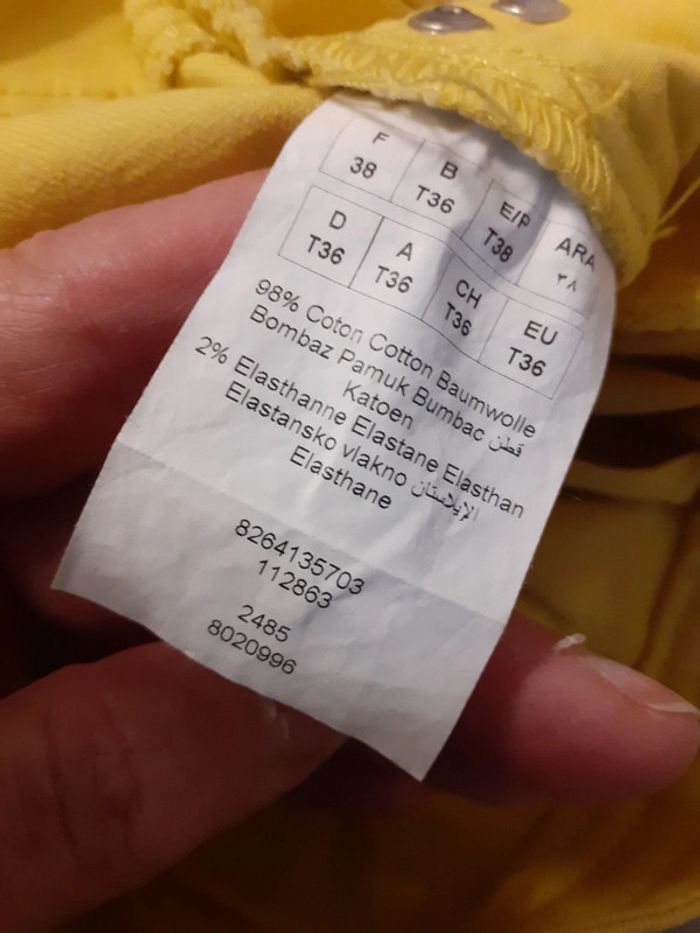 F B E/P ARA
38 T36 T38 ٣٨
D A CH EU
T36 T36 T36 T36
98% Coton Cotton Baumwolle
Bombaz Pamuk Bumbac قطن
Katoen
2% Elasthanne Elastane Elasthan
Elastansko vlakno الإيلاستان
Elasthane
8264135703
112863
2485
8020996